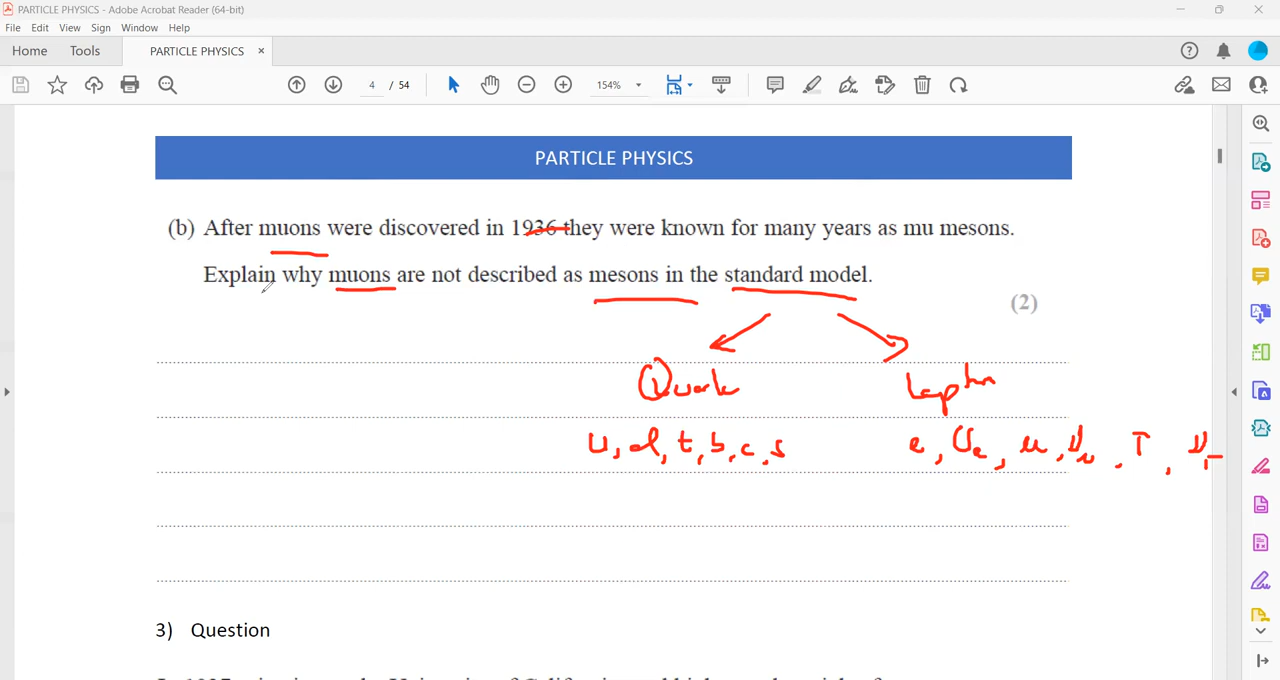 PARTICLE PHYSICS - Adobe Acrobat Reader (64-bit)
File Edit View Sign Window Help
Home Tools PARTICLE PHYSICS ×
4 / 54 154%
PARTICLE PHYSICS
(b) After muons were discovered in 1936 they were known for many years as mu mesons.
Explain why muons are not described as mesons in the standard model.
(2)
Quark Lepton
u, d, t, b, c, s e, νe, μ, νμ, τ, ντ
3) Question